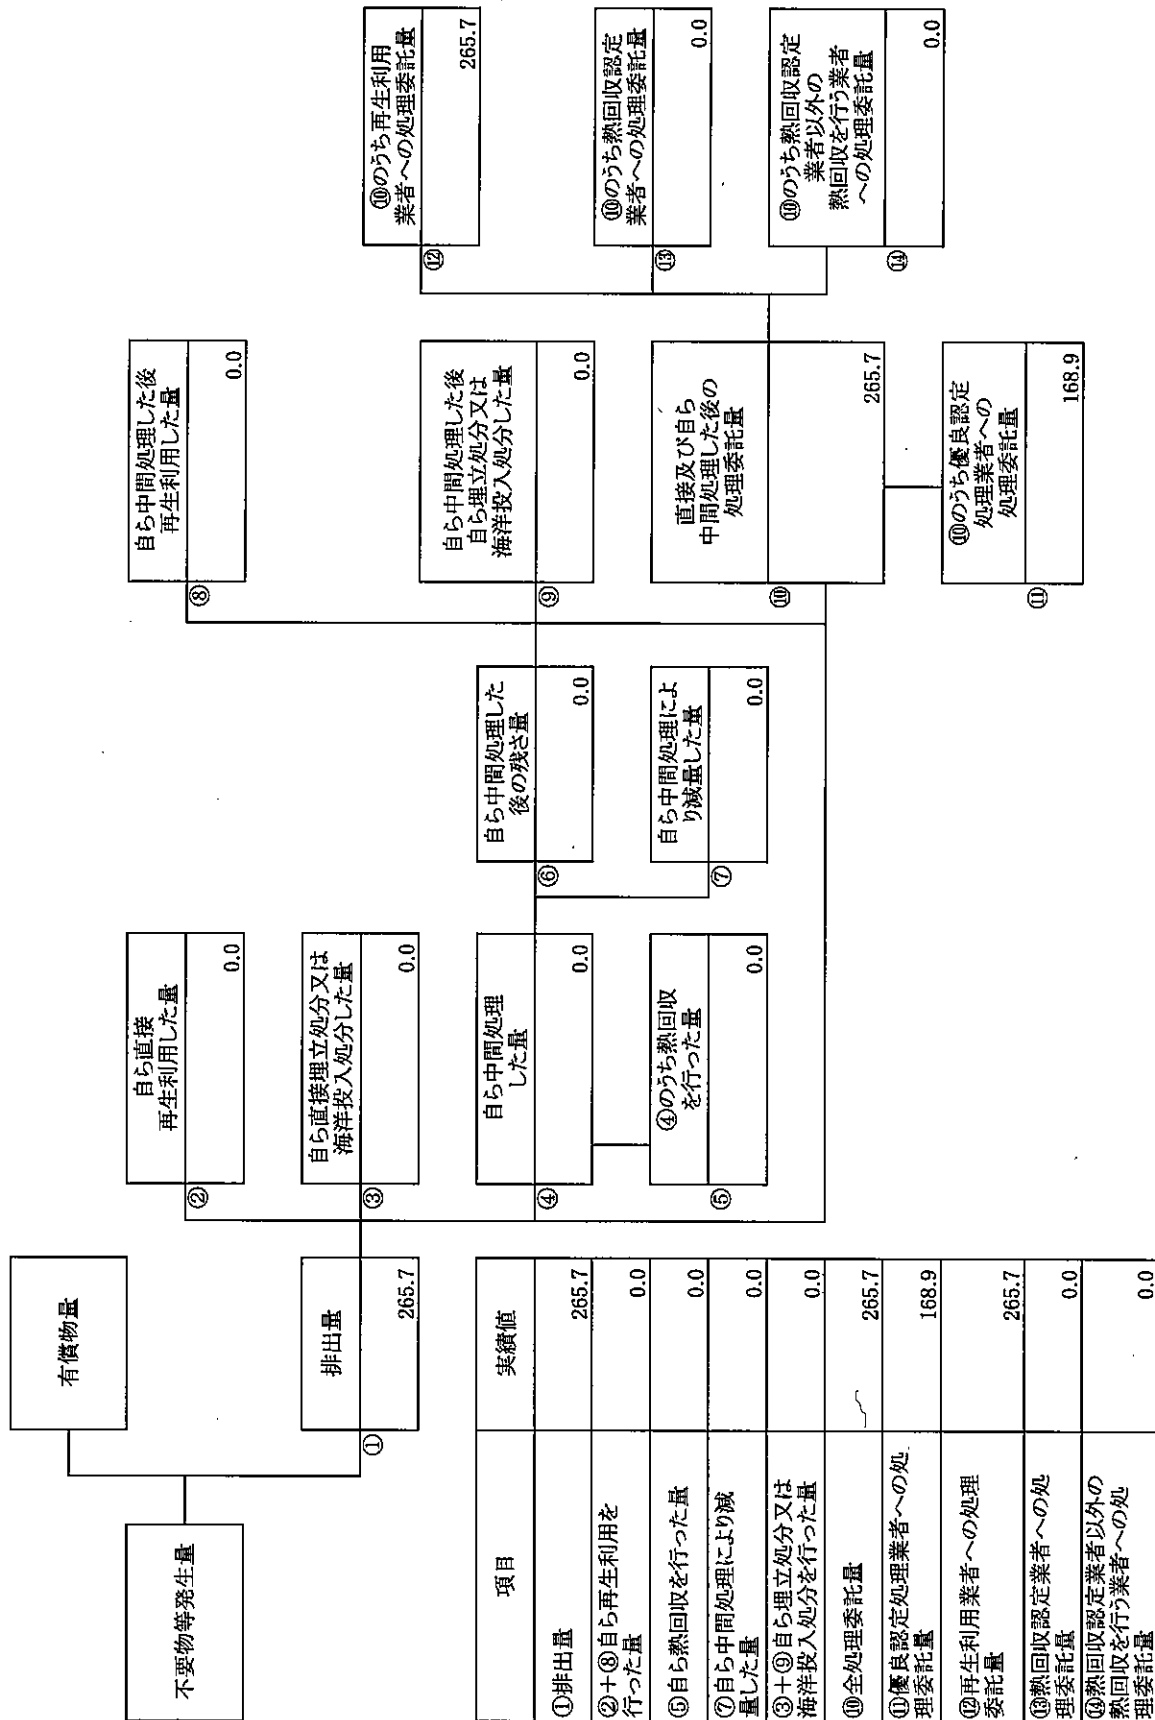 不要物等発生量
有償物量
①
排出量
265.7
②
自ら直接
再生利用した量
0.0
③
自ら直接埋立処分又は
海洋投入処分した量
0.0
④
自ら中間処理
した量
0.0
⑤
④のうち熱回収
を行った量
0.0
⑥
自ら中間処理した
後の残さ量
0.0
⑦
自ら中間処理によ
り減量した量
0.0
⑧
自ら中間処理した後
再生利用した量
0.0
⑨
自ら中間処理した後
自ら埋立処分又は
海洋投入処分した量
0.0
⑩
直接及び自ら
中間処理した後の
処理委託量
265.7
⑪
⑩のうち優良認定
処理業者への
処理委託量
168.9
⑫
⑩のうち再生利用
業者への処理委託量
265.7
⑬
⑩のうち熱回収認定
業者への処理委託量
0.0
⑭
⑩のうち熱回収認定
業者以外の
熱回収を行う業者
への処理委託量
0.0
項目 実績値
①排出量 265.7
②＋⑧自ら再生利用を
行った量 0.0
⑤自ら熱回収を行った量 0.0
⑦自ら中間処理により減
量した量 0.0
③＋⑨自ら埋立処分又は
海洋投入処分を行った量 0.0
⑩全処理委託量 265.7
⑪優良認定処理業者への処
理委託量 168.9
⑫再生利用業者への処理
委託量 265.7
⑬熱回収認定業者への処
理委託量 0.0
⑭熱回収認定業者以外の
熱回収を行う業者への処
理委託量 0.0